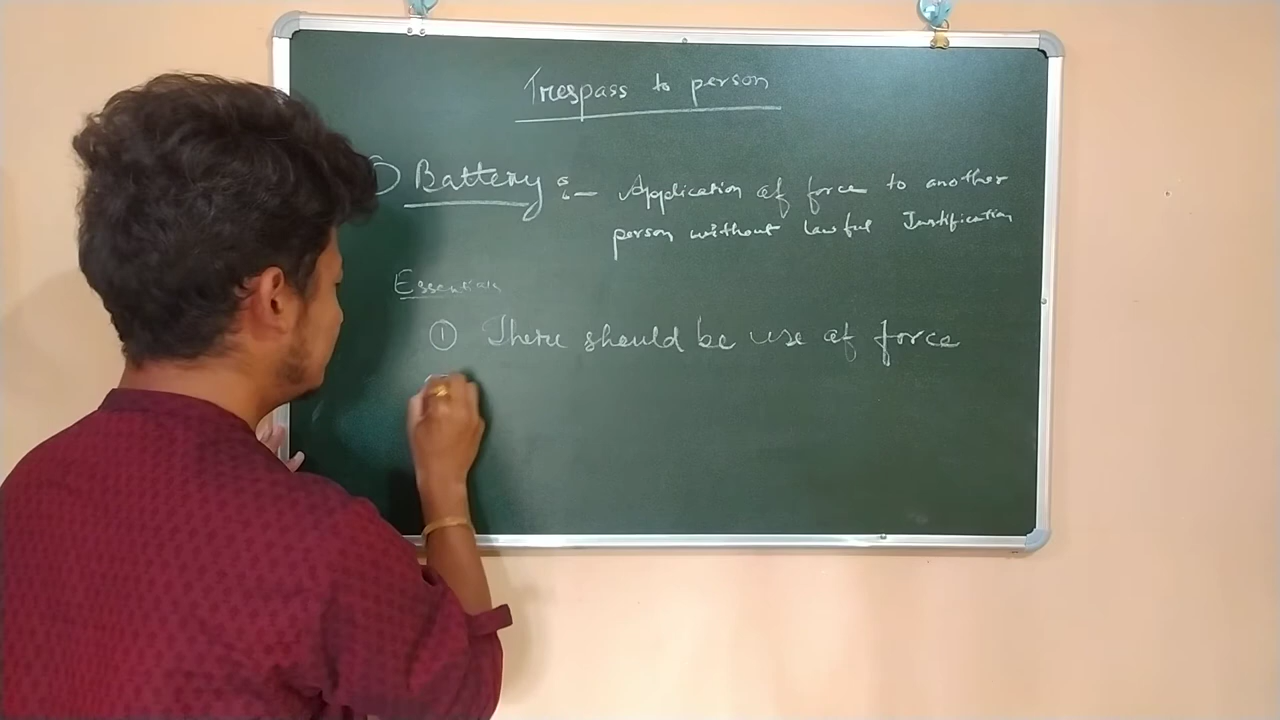 Trespass to person
① Battery :- Application of force to another
person without lawful Justification
Essentials
① There should be use of force